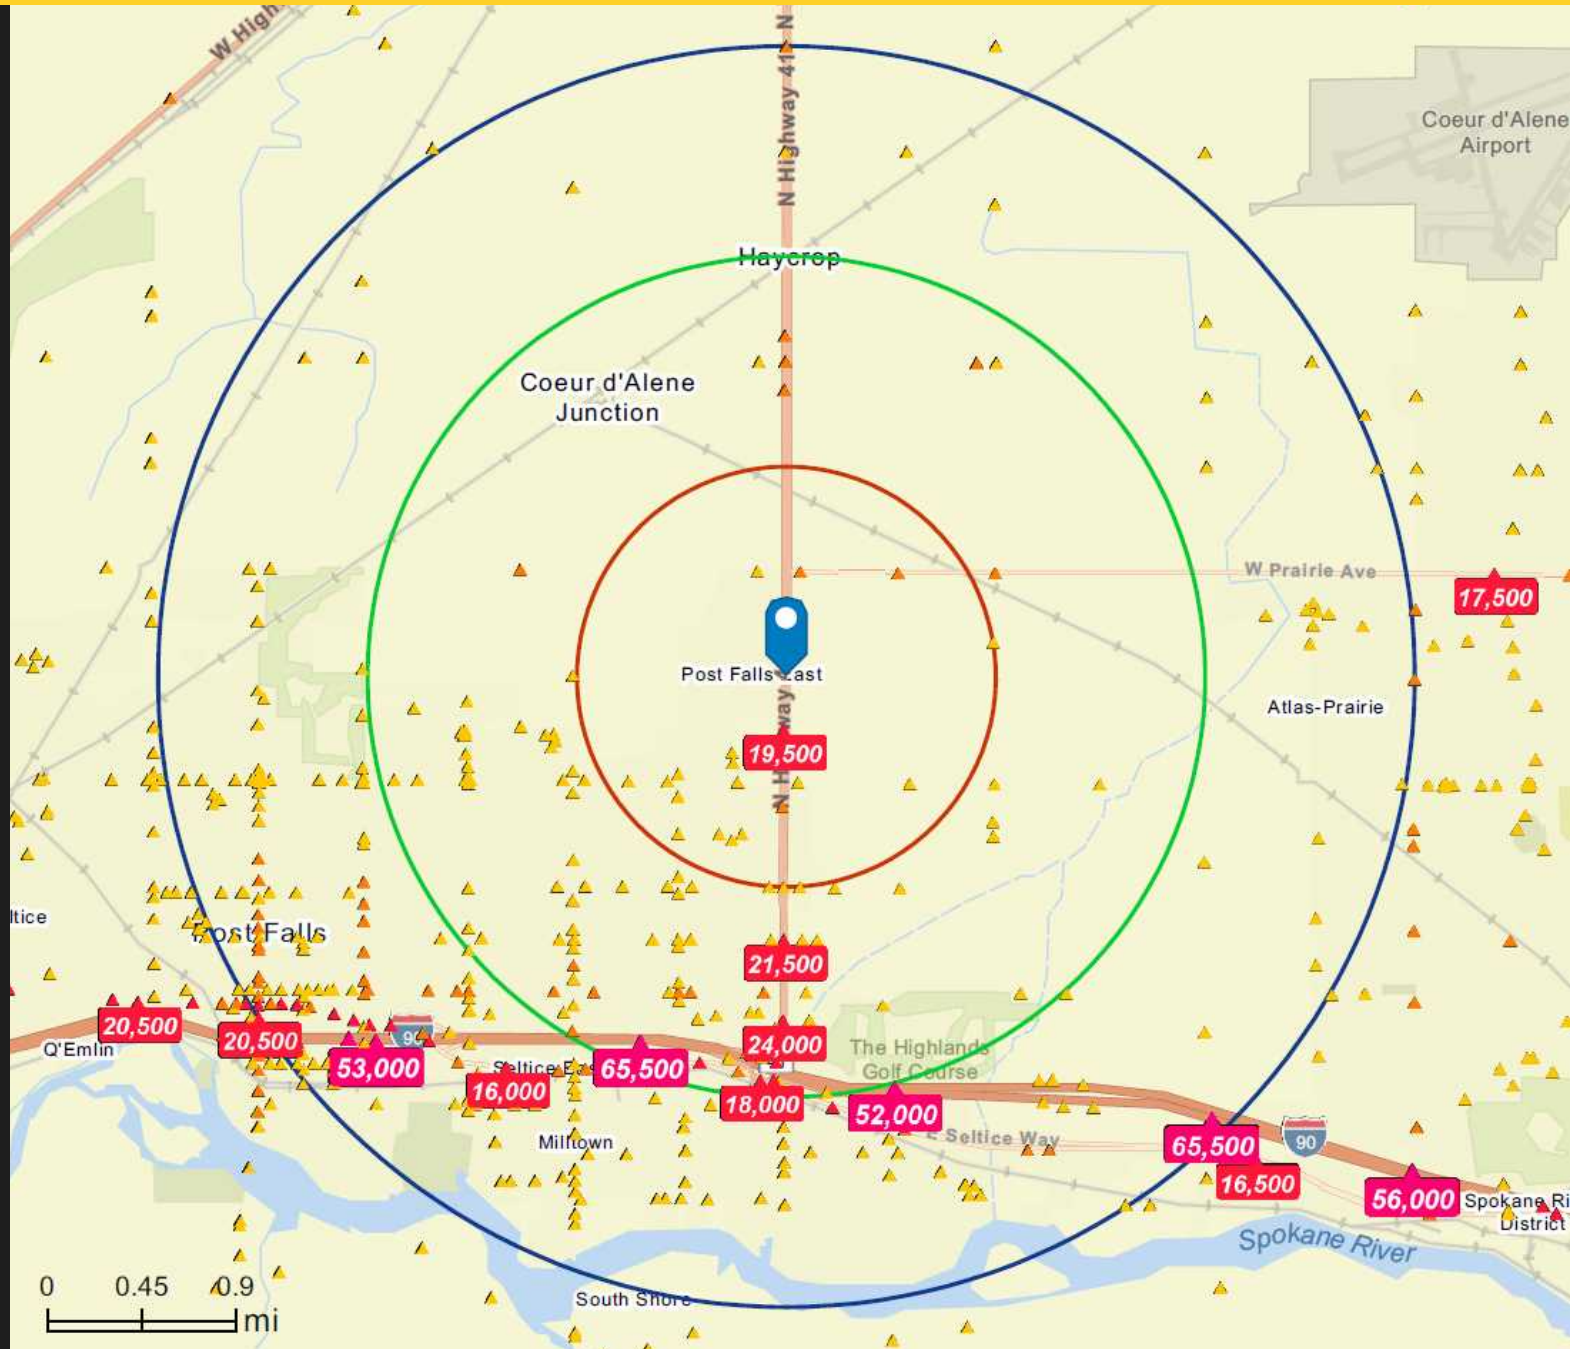 W High
N Highway 41 N
Coeur d'Alene
Airport
Haycrop
Coeur d'Alene
Junction
W Prairie Ave
17,500
Post Falls East
Atlas-Prairie
19,500
ltice
Post Falls
21,500
20,500
20,500
90
24,000
Q'Emlin
53,000
Seltice Eas
65,500
The Highlands
Golf Course
16,000
18,000
52,000
Milltown
E Seltice Way
65,500
90
16,500
56,000
Spokane Ri
District
Spokane River
0 0.45 0.9
mi
South Shore